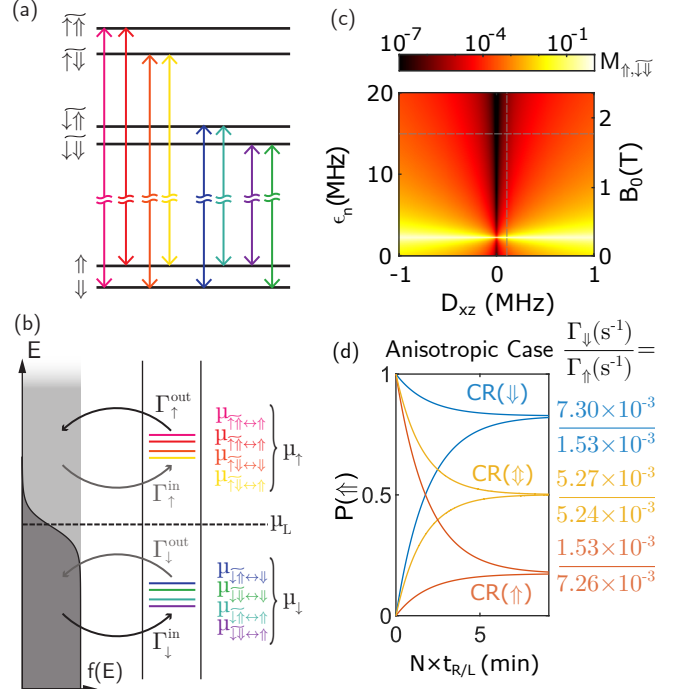 (a)
↑⇑
↑⇓
↓⇑
↓⇓
⇑
⇓
(b)
E
Γ↑^out
Γ↑^in
Γ↓^out
Γ↓^in
μ↑⇑↔⇓
μ↑⇑↔⇑
μ↑⇓↔⇓
μ↑⇓↔⇑
μ↑
μL
μ↓⇑↔⇓
μ↓⇓↔⇓
μ↓⇑↔⇑
μ↓⇓↔⇑
μ↓
f(E)
(c)
10^-7
10^-4
10^-1
M⇑,↓⇓
20
10
0
ϵn(MHz)
2
1
0
B0(T)
-1
0
1
Dxz (MHz)
(d)
Anisotropic Case
Γ⇓(s^-1)
Γ⇑(s^-1)
=
1
0.5
0
P(⇑)
CR(⇓)
CR(⇕)
CR(⇑)
7.30×10^-3
1.53×10^-3
5.27×10^-3
5.24×10^-3
1.53×10^-3
7.26×10^-3
0
5
N×tR/L (min)